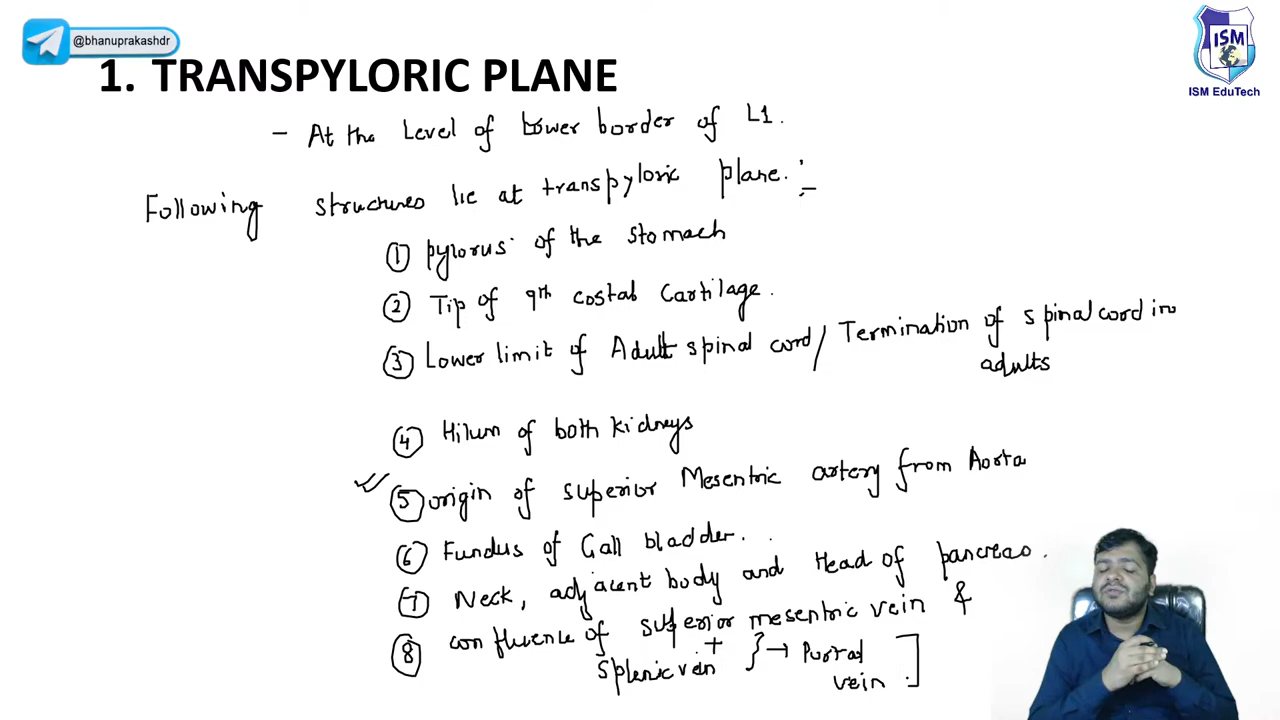 @bhanuprakashdr
ISM
ISM EduTech
1. TRANSPYLORIC PLANE
- At the Level of Lower border of L1.
Following structures lie at transpyloric plane. :-
① pylorus of the stomach
② Tip of 9th costal Cartilage.
③ Lower limit of Adult spinal cord / Termination of spinal cord in
adults
④ Hilum of both kidneys
⑤ origin of superior Mesentric artery from Aorta
⑥ Fundus of Gall bladder.
⑦ Neck, adjacent body and Head of pancreas.
⑧ confluence of superior mesentric vein &
+
splenic vein } → Portal
vein ]